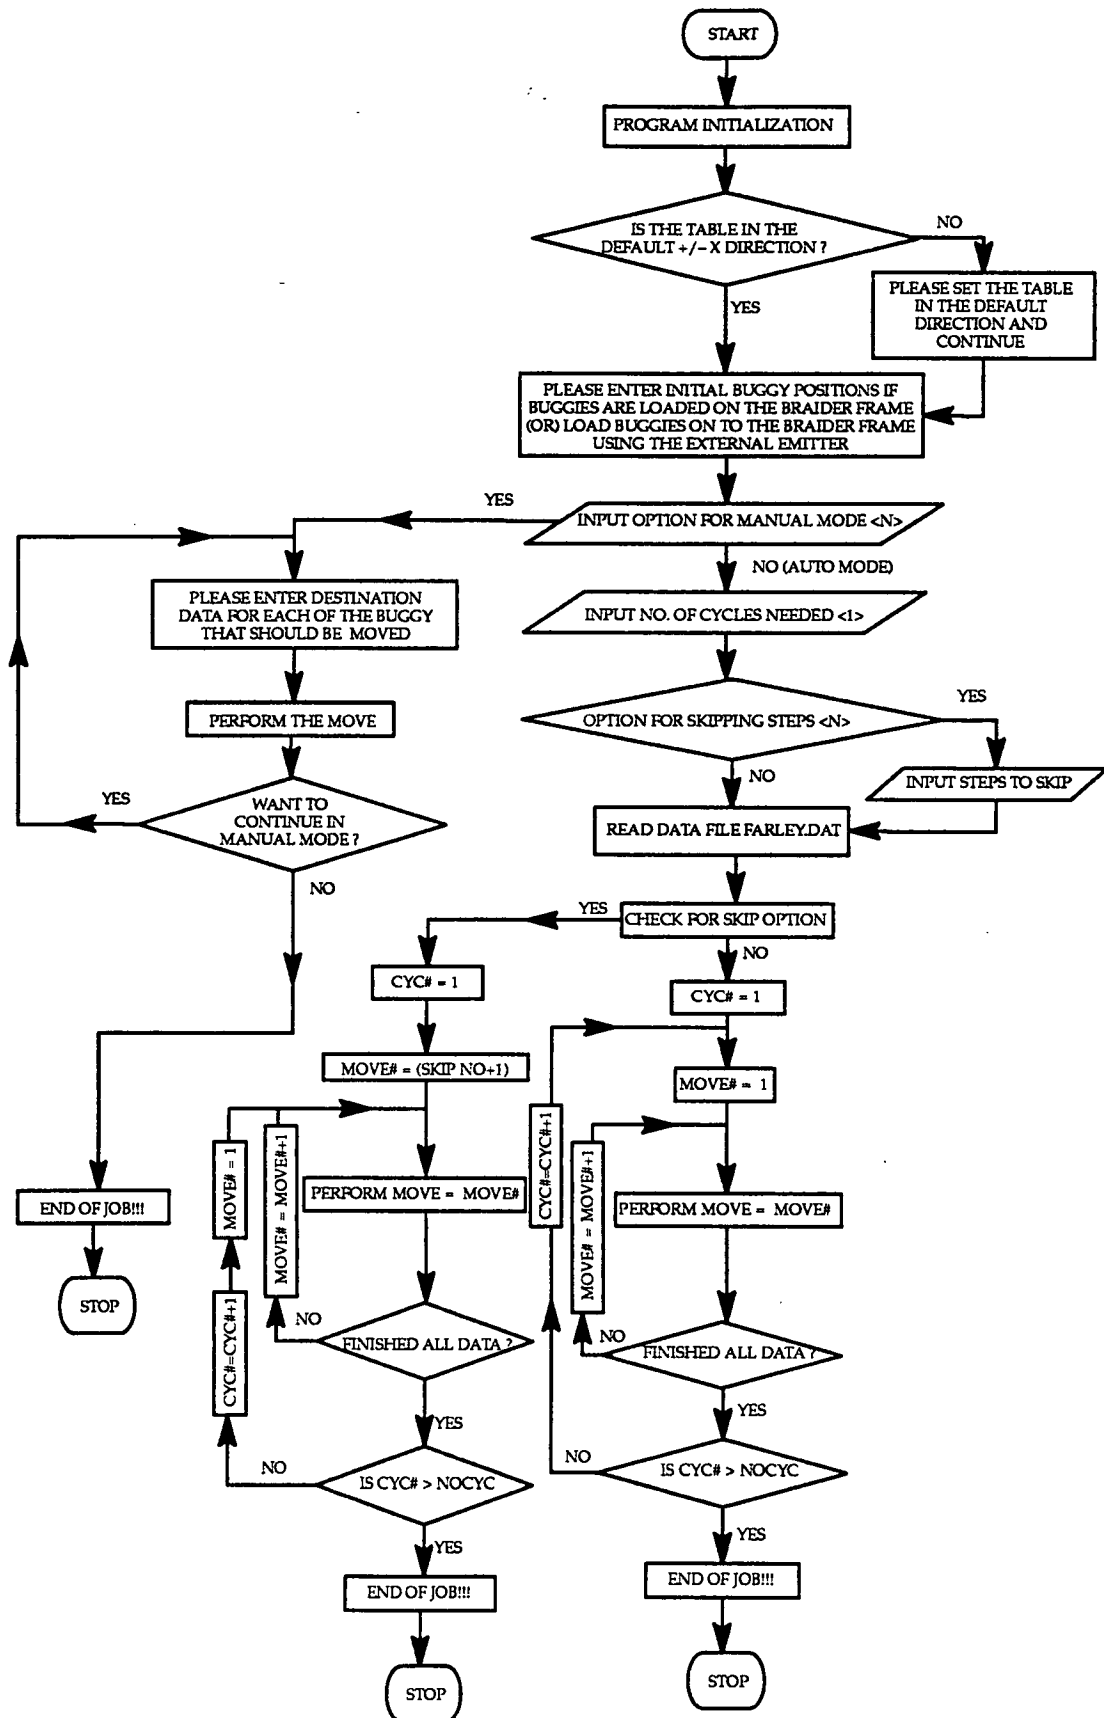 START
PROGRAM INITIALIZATION
IS THE TABLE IN THE
DEFAULT +/− X DIRECTION ?
NO
PLEASE SET THE TABLE
IN THE DEFAULT
DIRECTION AND
CONTINUE
YES
PLEASE ENTER INITIAL BUGGY POSITIONS IF
BUGGIES ARE LOADED ON THE BRAIDER FRAME
(OR) LOAD BUGGIES ON TO THE BRAIDER FRAME
USING THE EXTERNAL EMITTER
YES
INPUT OPTION FOR MANUAL MODE <N>
NO (AUTO MODE)
PLEASE ENTER DESTINATION
DATA FOR EACH OF THE BUGGY
THAT SHOULD BE MOVED
INPUT NO. OF CYCLES NEEDED <1>
PERFORM THE MOVE
OPTION FOR SKIPPING STEPS <N>
YES
INPUT STEPS TO SKIP
NO
YES
WANT TO
CONTINUE IN
MANUAL MODE ?
NO
READ DATA FILE FARLEY.DAT
YES
CHECK FOR SKIP OPTION
NO
CYC# = 1
CYC# = 1
MOVE# = (SKIP NO+1)
MOVE# = 1
MOVE# = 1
MOVE# = MOVE#+1
CYC#=CYC#+1
MOVE# = MOVE#+1
PERFORM MOVE = MOVE#
PERFORM MOVE = MOVE#
END OF JOB!!!
STOP
CYC#=CYC#+1
NO
FINISHED ALL DATA ?
NO
FINISHED ALL DATA ?
YES
YES
NO
IS CYC# > NOCYC
NO
IS CYC# > NOCYC
YES
YES
END OF JOB!!!
END OF JOB!!!
STOP
STOP